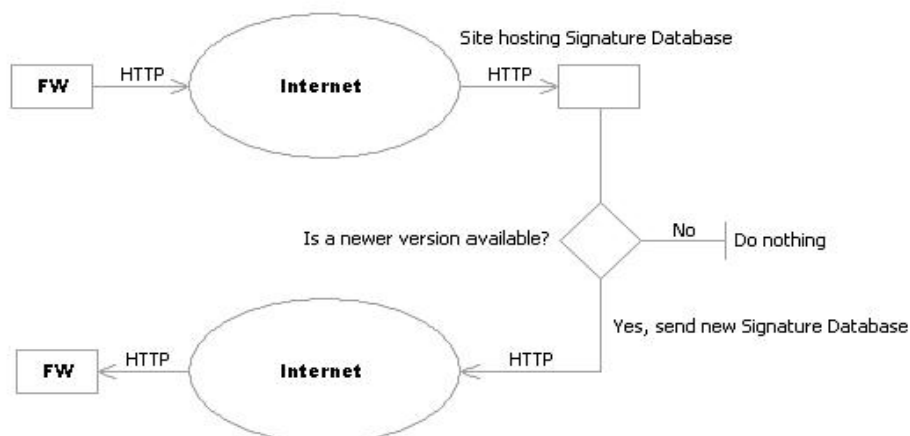 Site hosting Signature Database
FW
HTTP
Internet
HTTP
Is a newer version available?
No
Do nothing
Yes, send new Signature Database
FW
HTTP
Internet
HTTP